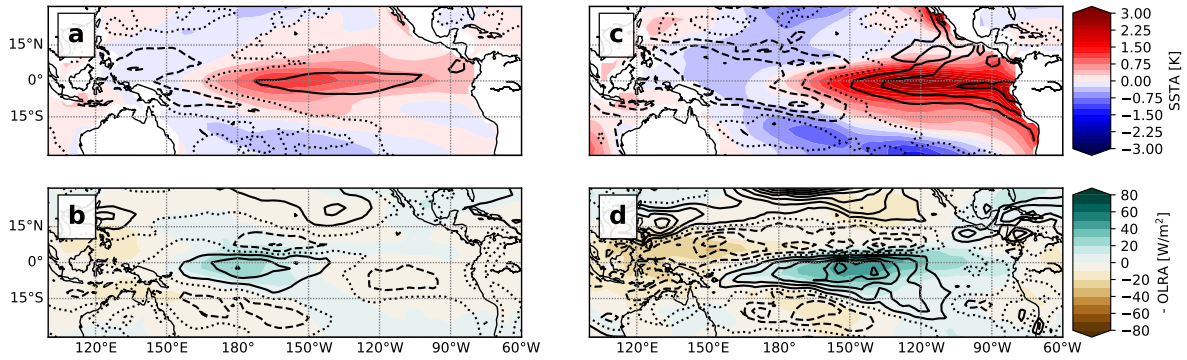 a
15°N
0°
15°S
c
3.00
2.25
1.50
0.75
0.00
−0.75
−1.50
−2.25
−3.00
SSTA [K]
b
15°N
0°
15°S
120°E 150°E 180° 150°W 120°W 90°W 60°W
d
120°E 150°E 180° 150°W 120°W 90°W 60°W
80
60
40
20
0
−20
−40
−60
−80
- OLRA [W/m²]